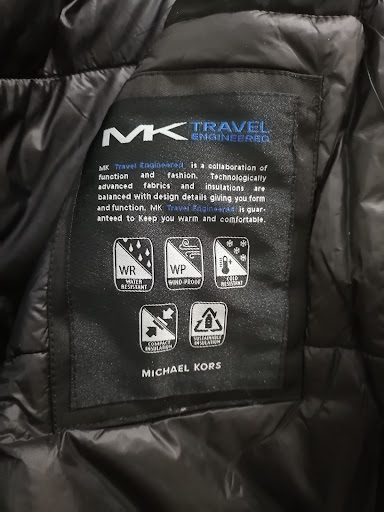 MK TRAVEL
ENGINEERED
MK Travel Engineered is a collaboration of
function and fashion. Technologically
advanced fabrics and insulations are
balanced with design details giving you form
and function. MK Travel Engineered is guar-
anteed to Keep you warm and comfortable.
WR WP
WATER RESISTANT
WIND-PROOF
COLD RESISTANT
COMPACT INSULATION
SUSTAINABLE INSULATION
MICHAEL KORS